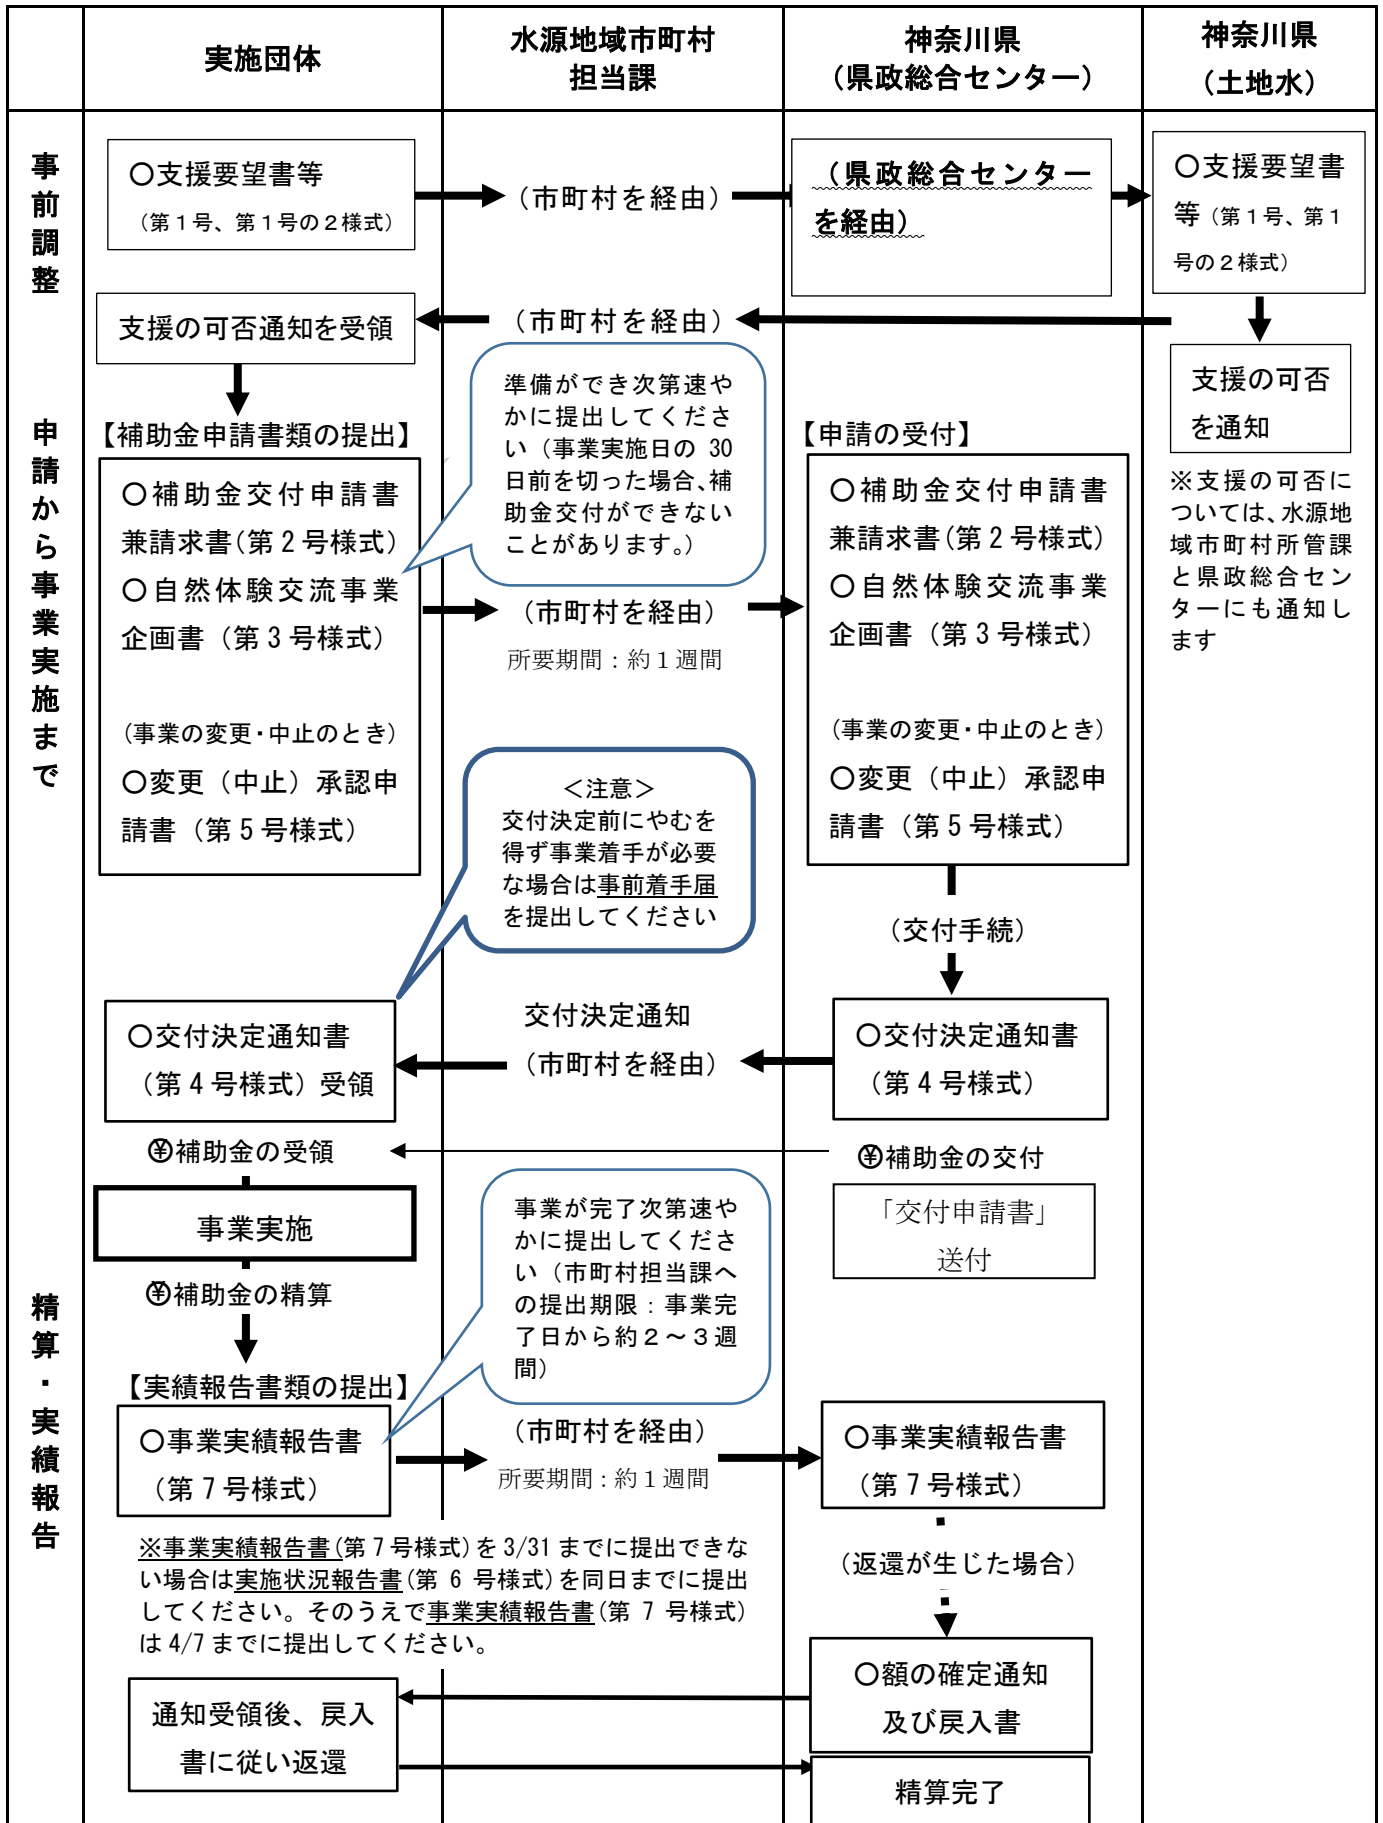 実施団体
水源地域市町村
担当課
神奈川県
（県政総合センター）
神奈川県
（土地水）
事前調整
〇支援要望書等
（第１号、第１号の２様式）
（市町村を経由）
（県政総合センター
を経由）
〇支援要望書
等（第１号、第１
号の２様式）
支援の可否通知を受領
（市町村を経由）
支援の可否
を通知
※支援の可否に
ついては、水源地
域市町村所管課
と県政総合セン
ターにも通知し
ます
申請から事業実施まで
【補助金申請書類の提出】
〇補助金交付申請書
兼請求書（第２号様式）
〇自然体験交流事業
企画書（第３号様式）
（事業の変更・中止のとき）
〇変更（中止）承認申
請書（第５号様式）
準備ができ次第速や
かに提出してくださ
い（事業実施日の 30
日前を切った場合、補
助金交付ができない
ことがあります。）
（市町村を経由）
所要期間：約１週間
【申請の受付】
〇補助金交付申請書
兼請求書（第２号様式）
〇自然体験交流事業
企画書（第３号様式）
（事業の変更・中止のとき）
〇変更（中止）承認申
請書（第５号様式）
＜注意＞
交付決定前にやむを
得ず事業着手が必要
な場合は事前着手届
を提出してください
（交付手続）
〇交付決定通知書
（第４号様式）受領
交付決定通知
（市町村を経由）
〇交付決定通知書
（第４号様式）
¥補助金の受領
¥補助金の交付
事業実施
「交付申請書」
送付
精算・実績報告
¥補助金の精算
事業が完了次第速や
かに提出してくださ
い（市町村担当課へ
の提出期限：事業完
了日から約２～３週
間）
【実績報告書類の提出】
〇事業実績報告書
（第７号様式）
（市町村を経由）
所要期間：約１週間
〇事業実績報告書
（第７号様式）
※事業実績報告書（第７号様式）を 3/31 までに提出できな
い場合は実施状況報告書（第 6 号様式）を同日までに提出
してください。そのうえで事業実績報告書（第 7 号様式）
は 4/7 までに提出してください。
（返還が生じた場合）
〇額の確定通知
及び戻入書
通知受領後、戻入
書に従い返還
精算完了